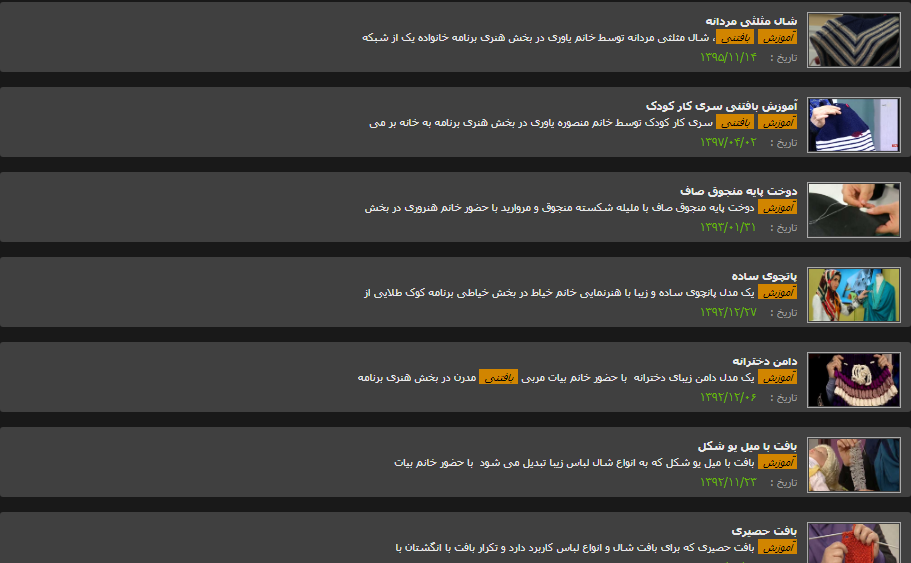 شال مثلثی مردانه
آموزش بافتنی، شال مثلثی مردانه توسط خانم یاوری در بخش هنری برنامه خانواده یک از شبکه
تاریخ : ۱۳۹۵/۱۱/۱۴
آموزش بافتنی سری کار کودک
آموزش بافتنی سری کار کودک توسط خانم منصوره یاوری در بخش هنری برنامه به خانه بر می
تاریخ : ۱۳۹۷/۰۴/۰۲
دوخت پایه منجوق صاف
آموزش دوخت پایه منجوق صاف با ملیله شکسته منجوق و مروارید با حضور خانم هنروری در بخش
تاریخ : ۱۳۹۳/۰۱/۳۱
پانچوی ساده
آموزش یک مدل پانچوی ساده و زیبا با هنرنمایی خانم خیاط در بخش خیاطی برنامه کوک طلایی از
تاریخ : ۱۳۹۲/۱۲/۲۷
دامن دخترانه
آموزش یک مدل دامن زیبای دخترانه با حضور خانم بیات مربی بافتنی مدرن در بخش هنری برنامه
تاریخ : ۱۳۹۲/۱۲/۰۶
بافت با میل یو شکل
آموزش بافت با میل یو شکل که به انواع شال لباس زیبا تبدیل می شود با حضور خانم بیات
تاریخ : ۱۳۹۲/۱۱/۲۳
بافت حصیری
آموزش بافت حصیری که برای بافت شال و انواع لباس کاربرد دارد و تکرار بافت با انگشتان با